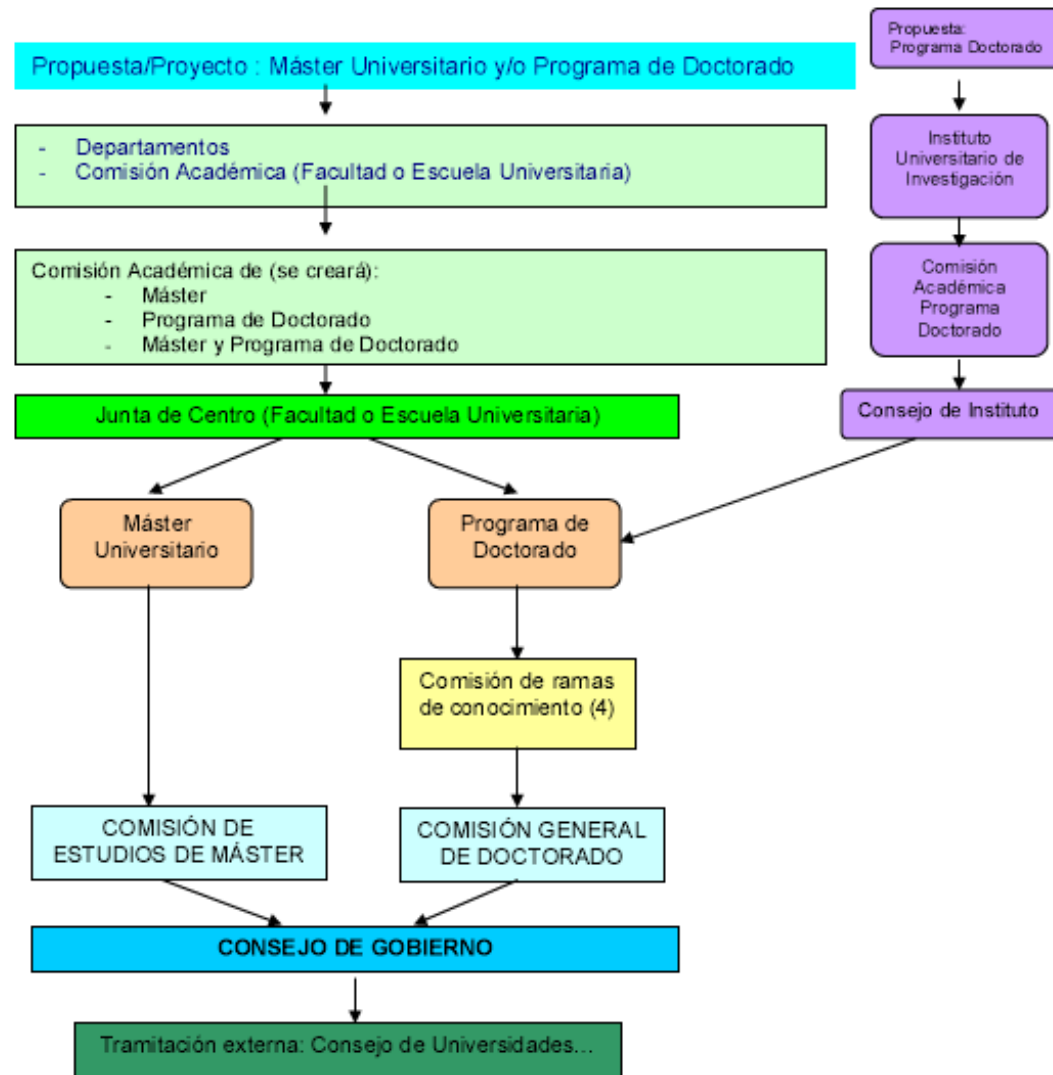 Propuesta/Proyecto : Máster Universitario y/o Programa de Doctorado
- Departamentos
- Comisión Académica (Facultad o Escuela Universitaria)
Comisión Académica de (se creará):
- Máster
- Programa de Doctorado
- Máster y Programa de Doctorado
Junta de Centro (Facultad o Escuela Universitaria)
Propuesta:
Programa Doctorado
Instituto
Universitario de
Investigación
Comisión
Académica
Programa
Doctorado
Consejo de Instituto
Máster
Universitario
Programa de
Doctorado
Comisión de ramas
de conocimiento (4)
COMISIÓN DE
ESTUDIOS DE MÁSTER
COMISIÓN GENERAL
DE DOCTORADO
CONSEJO DE GOBIERNO
Tramitación externa: Consejo de Universidades...